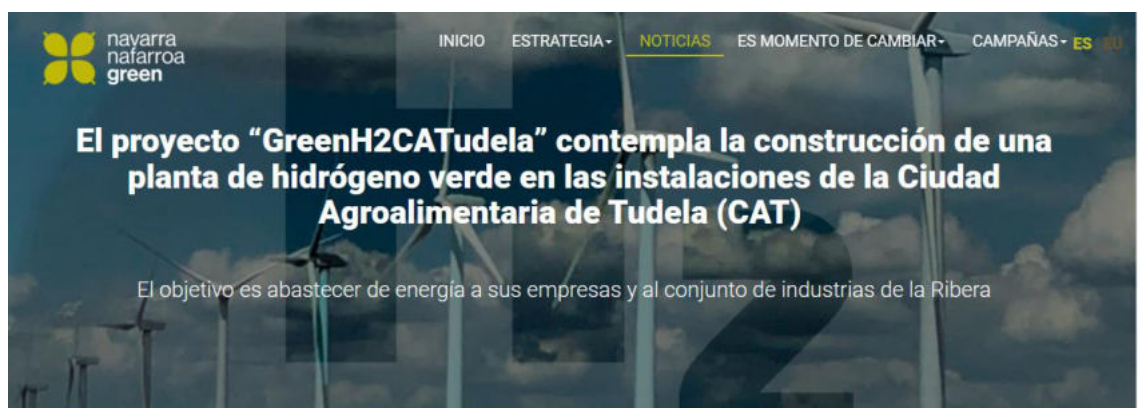 navarra
nafarroa
green
INICIO ESTRATEGIA NOTICIAS ES MOMENTO DE CAMBIAR CAMPAÑAS ES EU
El proyecto “GreenH2CATudela” contempla la construcción de una
planta de hidrógeno verde en las instalaciones de la Ciudad
Agroalimentaria de Tudela (CAT)
El objetivo es abastecer de energía a sus empresas y al conjunto de industrias de la Ribera
H2